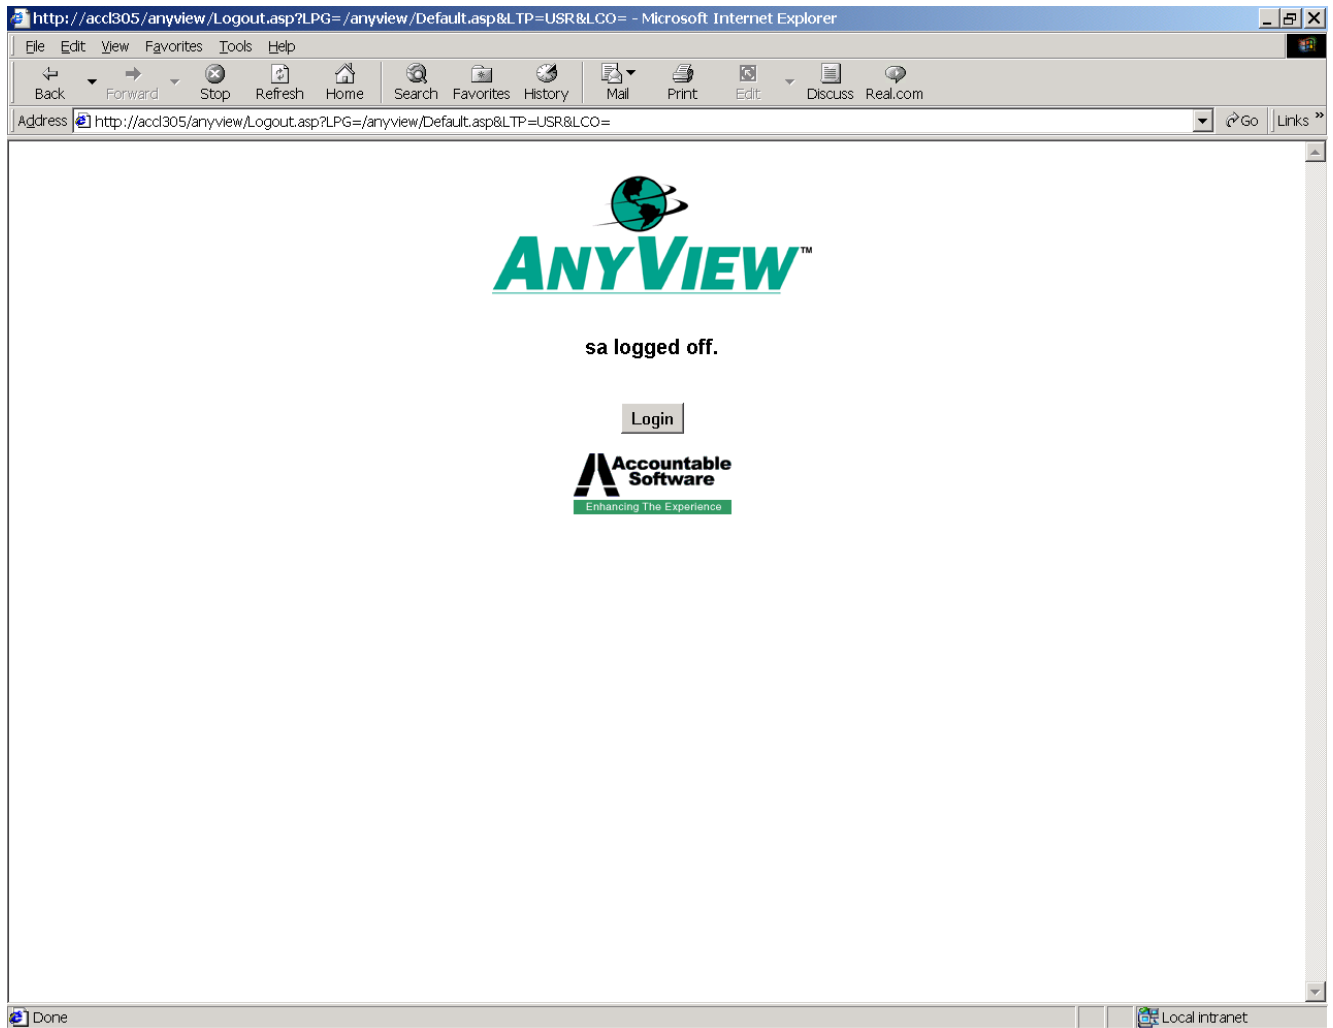 http://accl305/anyview/Logout.asp?LPG=/anyview/Default.asp&LTP=USR&LCO= - Microsoft Internet Explorer
File Edit View Favorites Tools Help
Back Forward Stop Refresh Home Search Favorites History Mail Print Edit Discuss Real.com
Address http://accl305/anyview/Logout.asp?LPG=/anyview/Default.asp&LTP=USR&LCO= Go Links »
ANYVIEW™
sa logged off.
Login
Accountable
Software
Enhancing The Experience
Done Local intranet